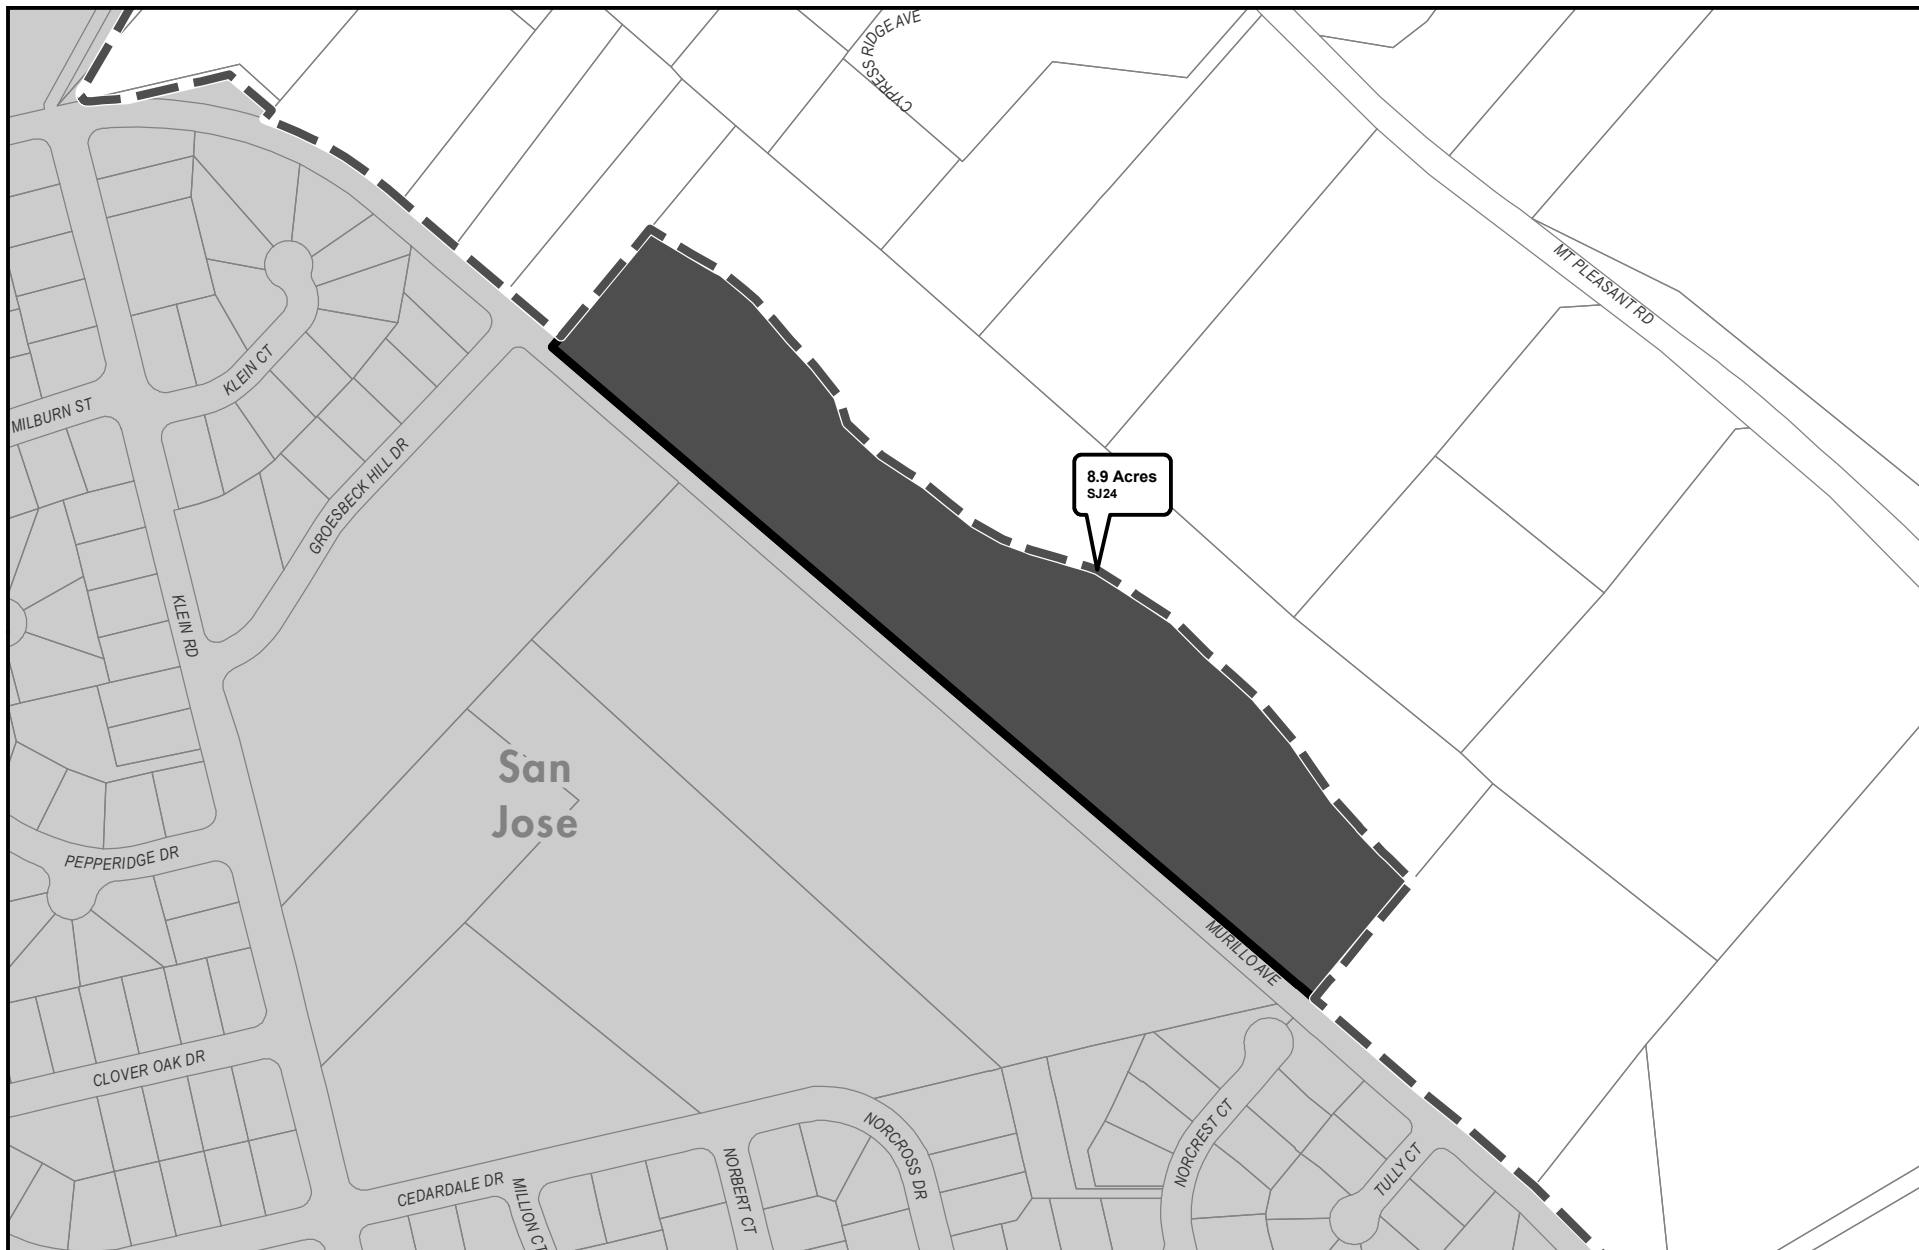 CYPRESS RIDGE AVE
MT PLEASANT RD
KLEIN CT
MILBURN ST
GROESBECK HILL DR
8.9 Acres
SJ24
KLEIN RD
San
Jose
PEPPERIDGE DR
MURILLO AVE
CLOVER OAK DR
NORCROSS DR
NORCREST CT
TULLY CT
CEDARDALE DR
MILLION CT
NORBERT CT